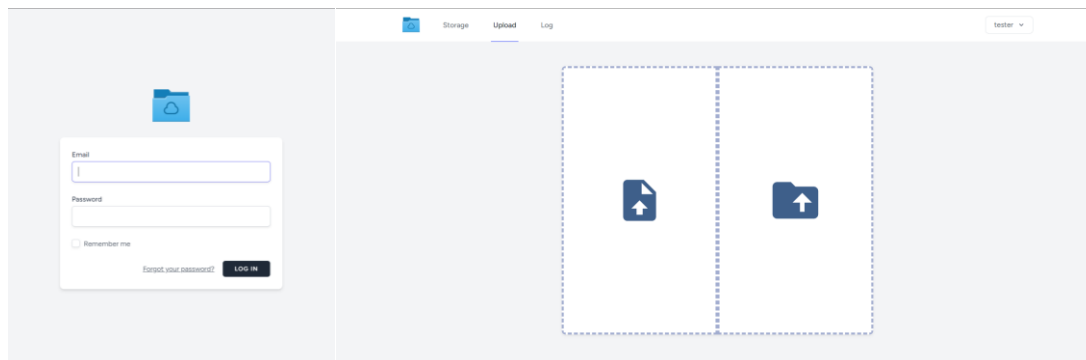 Email
Password
Remember me
Forgot your password? LOG IN
Storage Upload Log tester